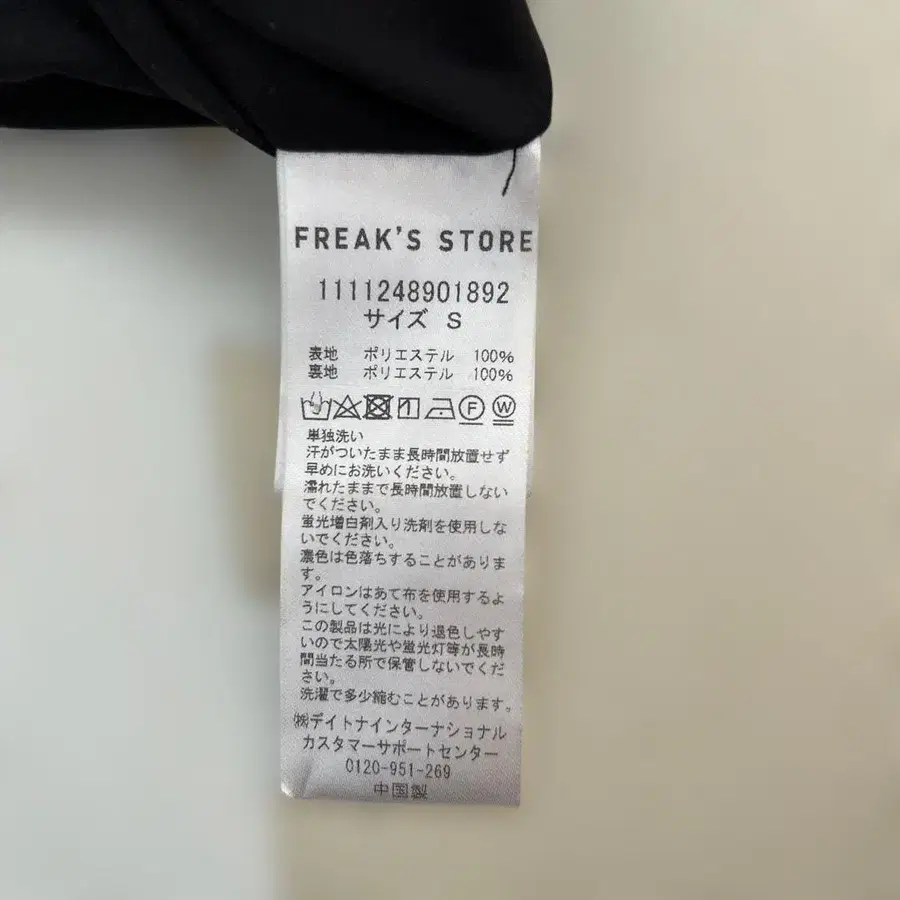 FREAK'S STORE
1111248901892
サイズ S
表地 ポリエステル 100%
裏地 ポリエステル 100%
F W
単独洗い
汗がついたまま長時間放置せず
早めにお洗いください。
濡れたままで長時間放置しない
でください。
蛍光増白剤入り洗剤を使用しな
いでください。
濃色は色落ちすることがありま
す。
アイロンはあて布を使用するよ
うにしてください。
この製品は光により退色しやす
いので太陽光や蛍光灯等が長時
間当たる所で保管しないでくだ
さい。
洗濯で多少縮むことがあります。
㈱デイトナインターナショナル
カスタマーサポートセンター
0120-951-269
中国製